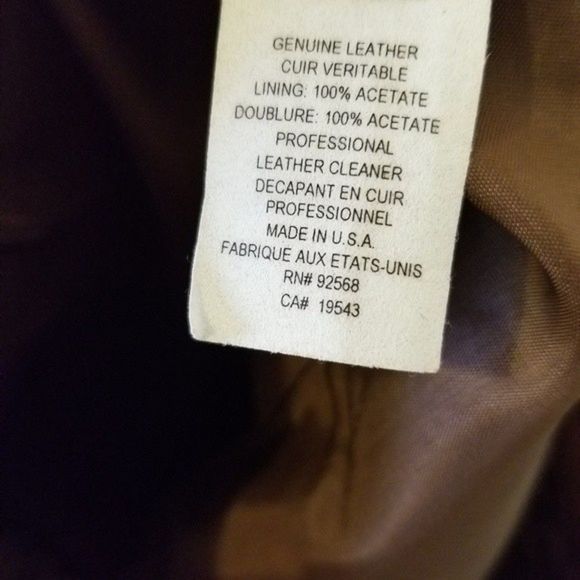 GENUINE LEATHER
CUIR VERITABLE
LINING: 100% ACETATE
DOUBLURE: 100% ACETATE
PROFESSIONAL
LEATHER CLEANER
DECAPANT EN CUIR
PROFESSIONNEL
MADE IN U.S.A.
FABRIQUE AUX ETATS-UNIS
RN# 92568
CA# 19543